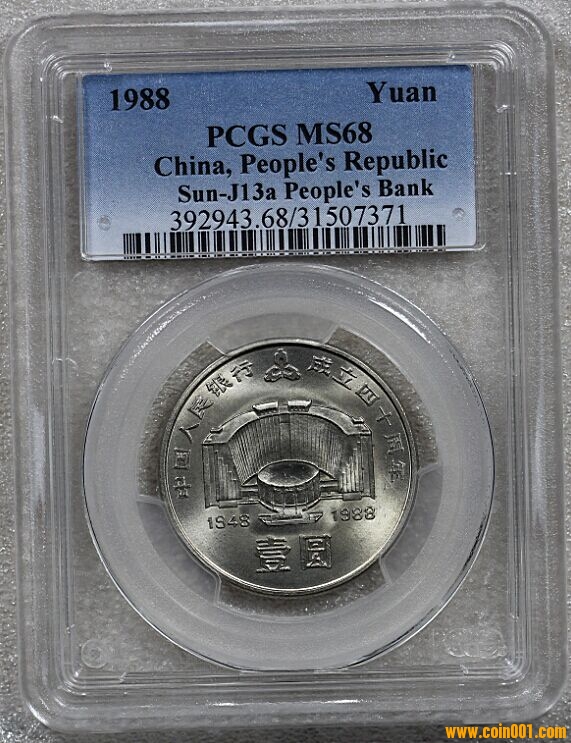 1988 Yuan
PCGS MS68
China, People's Republic
Sun-J13a People's Bank
392943.68/31507371
中国人民银行 成立四十周年
1948 1988
壹圆
www.coin001.com